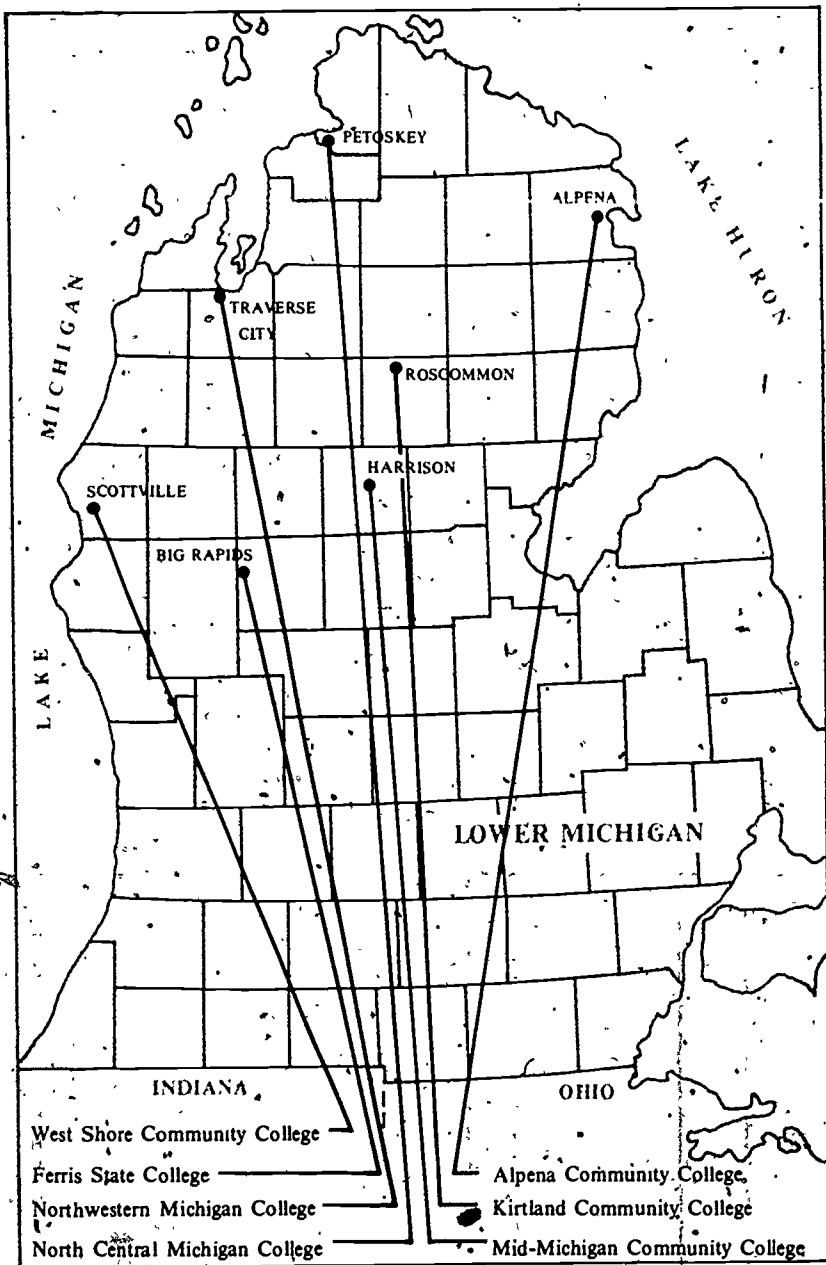 PETOSKEY
ALPENA
LAKE HURON
TRAVERSE
CITY
MICHIGAN
ROSCOMMON
HARRISON
SCOTTVILLE
BIG RAPIDS
LAKE
LOWER MICHIGAN
INDIANA
OHIO
West Shore Community College
Ferris State College
Alpena Community College
Northwestern Michigan College
Kirtland Community College
North Central Michigan College
Mid-Michigan Community College